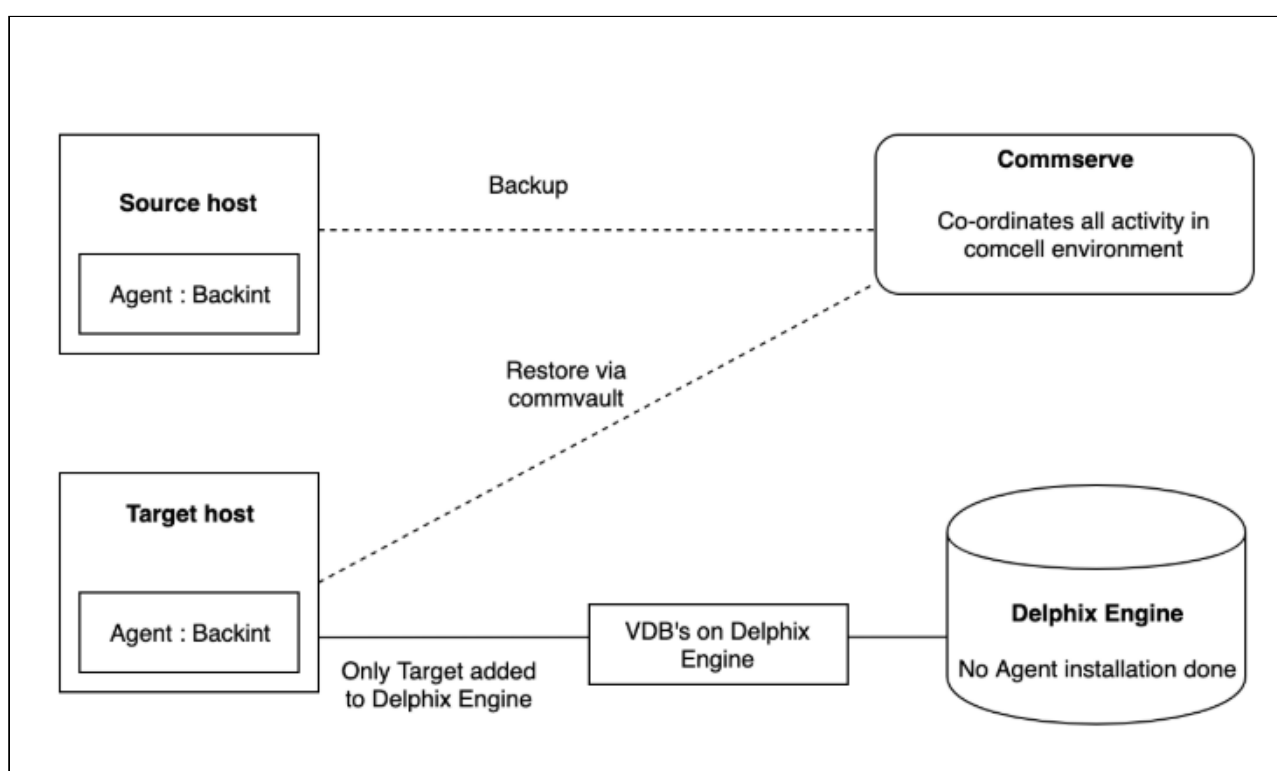 Source host
Agent : Backint
Backup
Commserve
Co-ordinates all activity in
comcell environment
Restore via
commvault
Target host
Agent : Backint
Only Target added
to Delphix Engine
VDB's on Delphix
Engine
Delphix Engine
No Agent installation done